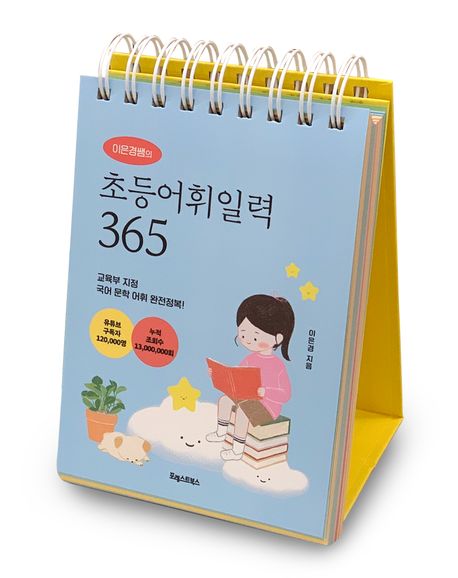 이은경쌤의
초등어휘일력
365
교육부 지정
국어 문학 어휘 완전정복!
유튜브
구독자
120,000명
누적
조회수
13,000,000회
이은경 지음
포레스트북스